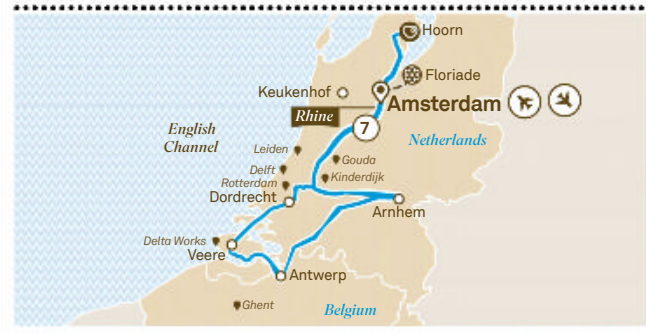 Hoorn
Floriade
Keukenhof
Amsterdam
Rhine
7
English
Channel
Netherlands
Leiden
Gouda
Delft
Kinderdijk
Rotterdam
Dordrecht
Arnhem
Delta Works
Veere
Antwerp
Ghent
Belgium